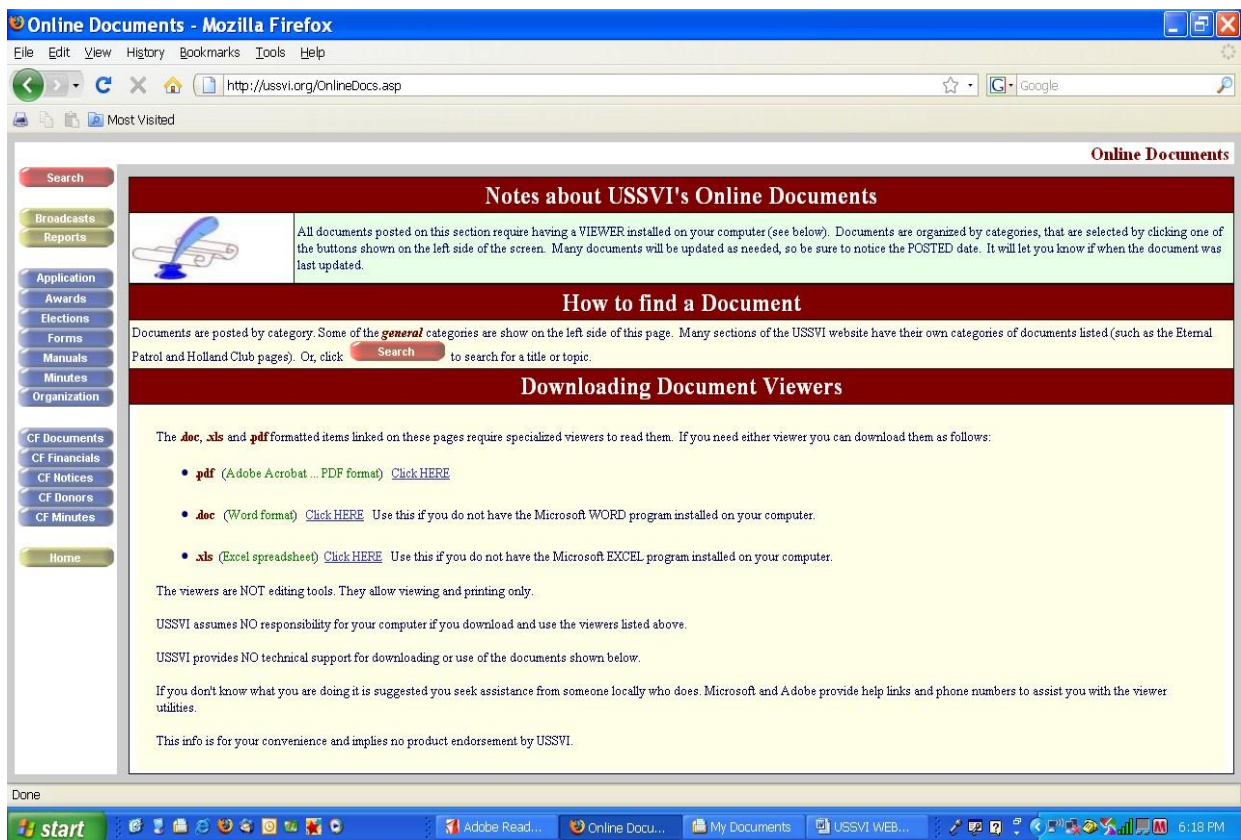 Online Documents - Mozilla Firefox
File Edit View History Bookmarks Tools Help
http://ussvi.org/OnlineDocs.asp
G Google
Most Visited
Online Documents
Search
Broadcasts
Reports
Application
Awards
Elections
Forms
Manuals
Minutes
Organization
CF Documents
CF Financials
CF Notices
CF Donors
CF Minutes
Home
Notes about USSVI's Online Documents
All documents posted on this section require having a VIEWER installed on your computer (see below). Documents are organized by categories, that are selected by clicking one of
the buttons shown on the left side of the screen. Many documents will be updated as needed, so be sure to notice the POSTED date. It will let you know if when the document was
last updated.
How to find a Document
Documents are posted by category. Some of the general categories are show on the left side of this page. Many sections of the USSVI website have their own categories of documents listed (such as the Eternal
Patrol and Holland Club pages). Or, click Search to search for a title or topic.
Downloading Document Viewers
The .doc, .xls and .pdf formatted items linked on these pages require specialized viewers to read them. If you need either viewer you can download them as follows:
• .pdf (Adobe Acrobat ... PDF format) Click HERE
• .doc (Word format) Click HERE Use this if you do not have the Microsoft WORD program installed on your computer.
• .xls (Excel spreadsheet) Click HERE Use this if you do not have the Microsoft EXCEL program installed on your computer.
The viewers are NOT editing tools. They allow viewing and printing only.
USSVI assumes NO responsibility for your computer if you download and use the viewers listed above.
USSVI provides NO technical support for downloading or use of the documents shown below.
If you don't know what you are doing it is suggested you seek assistance from someone locally who does. Microsoft and Adobe provide help links and phone numbers to assist you with the viewer
utilities.
This info is for your convenience and implies no product endorsement by USSVI.
Done
start Adobe Read... Online Docu... My Documents USSVI WEB... 6:18 PM